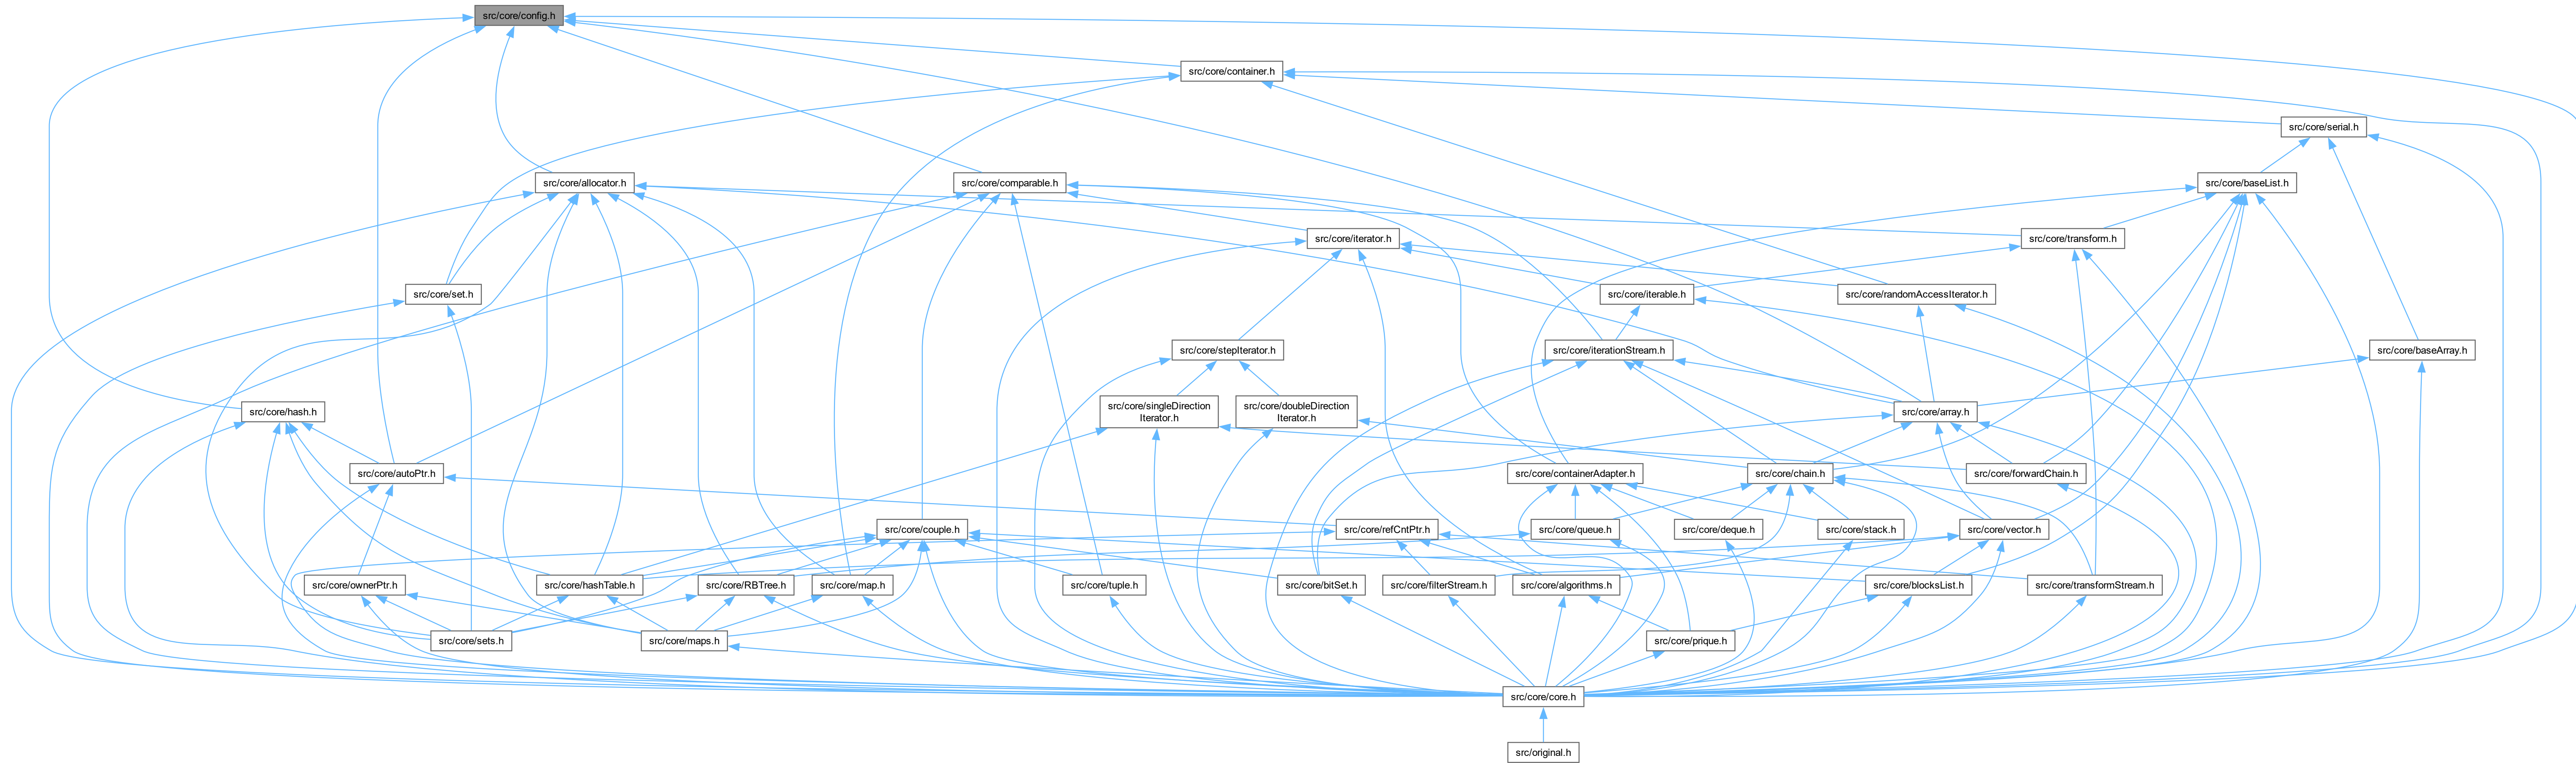 src/core/config.h
src/core/container.h
src/core/serial.h
src/core/allocator.h
src/core/comparable.h
src/core/baseList.h
src/core/iterator.h
src/core/transform.h
src/core/set.h
src/core/iterable.h
src/core/randomAccessIterator.h
src/core/stepIterator.h
src/core/iterationStream.h
src/core/baseArray.h
src/core/hash.h
src/core/singleDirection
Iterator.h
src/core/doubleDirection
Iterator.h
src/core/array.h
src/core/autoPtr.h
src/core/containerAdapter.h
src/core/chain.h
src/core/forwardChain.h
src/core/couple.h
src/core/refCntPtr.h
src/core/queue.h
src/core/deque.h
src/core/stack.h
src/core/vector.h
src/core/ownerPtr.h
src/core/hashTable.h
src/core/RBTree.h
src/core/map.h
src/core/tuple.h
src/core/bitSet.h
src/core/filterStream.h
src/core/algorithms.h
src/core/blocksList.h
src/core/transformStream.h
src/core/sets.h
src/core/maps.h
src/core/prique.h
src/core/core.h
src/original.h